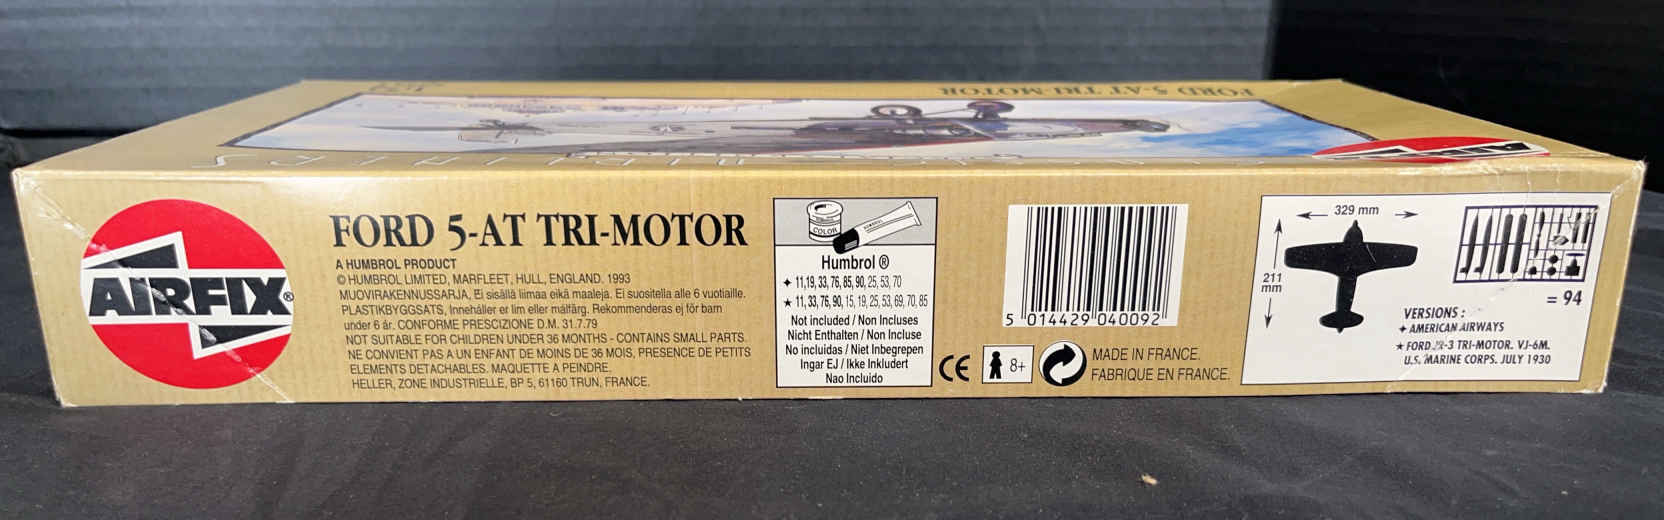 FORD 5-AT TRI-MOTOR
AIRFIX
AIRFIX®
FORD 5-AT TRI-MOTOR
A HUMBROL PRODUCT
© HUMBROL LIMITED, MARFLEET, HULL, ENGLAND. 1993
MUOVIRAKENNUSSARJA, Ei sisällä liimaa eikä maaleja. Ei suositella alle 6 vuotiaille.
PLASTIKBYGGSATS, Innehåller er lim eller målfärg. Rekommenderas ej för barn
under 6 år. CONFORME PRESCIZIONE D.M. 31.7.79
NOT SUITABLE FOR CHILDREN UNDER 36 MONTHS - CONTAINS SMALL PARTS.
NE CONVIENT PAS A UN ENFANT DE MOINS DE 36 MOIS, PRESENCE DE PETITS
ELEMENTS DETACHABLES. MAQUETTE A PEINDRE.
HELLER, ZONE INDUSTRIELLE, BP 5, 61160 TRUN, FRANCE.
COLOR
HUMBROL
Humbrol ®
✦ 11,19, 33, 76, 85, 90, 25, 53, 70
★ 11, 33, 76, 90, 15, 19, 25, 53, 69, 70, 85
Not included / Non Incluses
Nicht Enthalten / Non Incluse
No incluidas / Niet Inbegrepen
Ingar EJ / Ikke Inkludert
Nao Incluido
5 014429 040092
CE
8+
MADE IN FRANCE.
FABRIQUE EN FRANCE.
329 mm
211
mm
= 94
VERSIONS :
✦ AMERICAN AIRWAYS
★ FORD JR-3 TRI-MOTOR. VJ-6M.
U.S. MARINE CORPS. JULY 1930